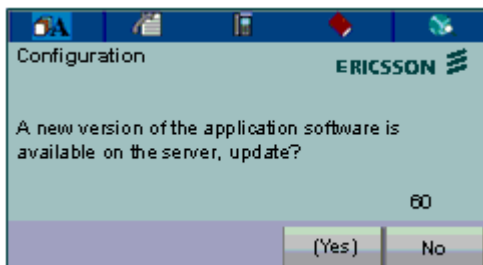 A
Configuration
ERICSSON
A new version of the application software is
available on the server, update?
60
(Yes) No